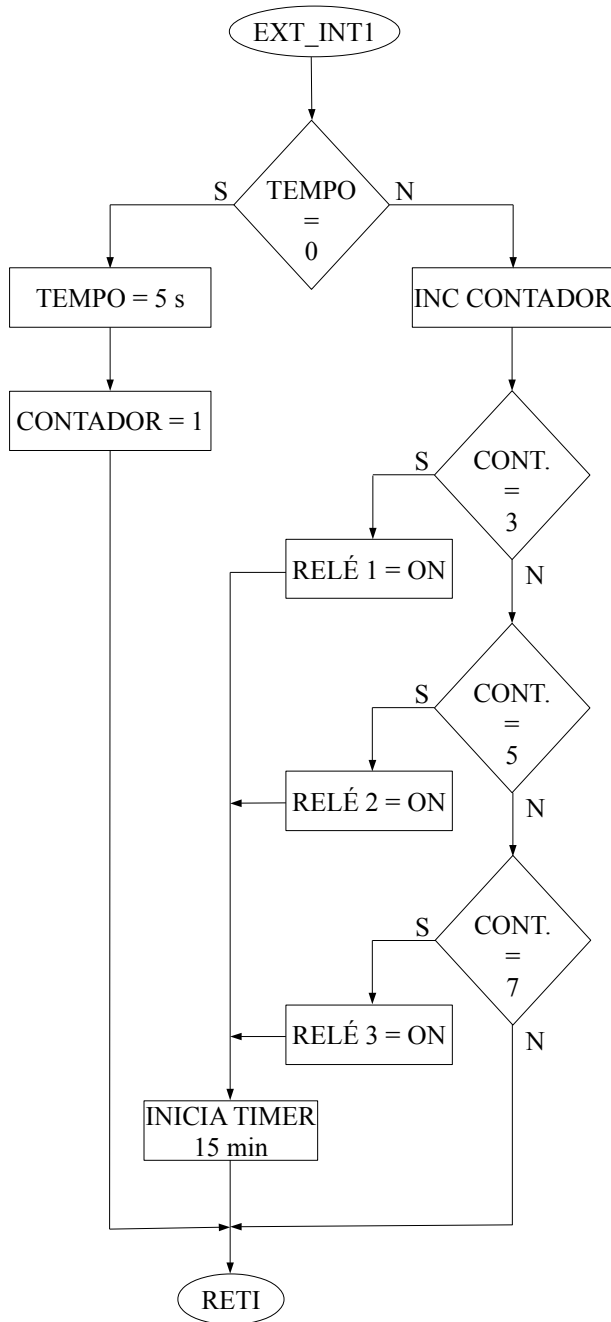 EXT_INT1
S
TEMPO
=
0
N
TEMPO = 5 s
INC CONTADOR
CONTADOR = 1
S
CONT.
=
3
RELÉ 1 = ON
N
S
CONT.
=
5
RELÉ 2 = ON
N
S
CONT.
=
7
RELÉ 3 = ON
N
INICIA TIMER
15 min
RETI